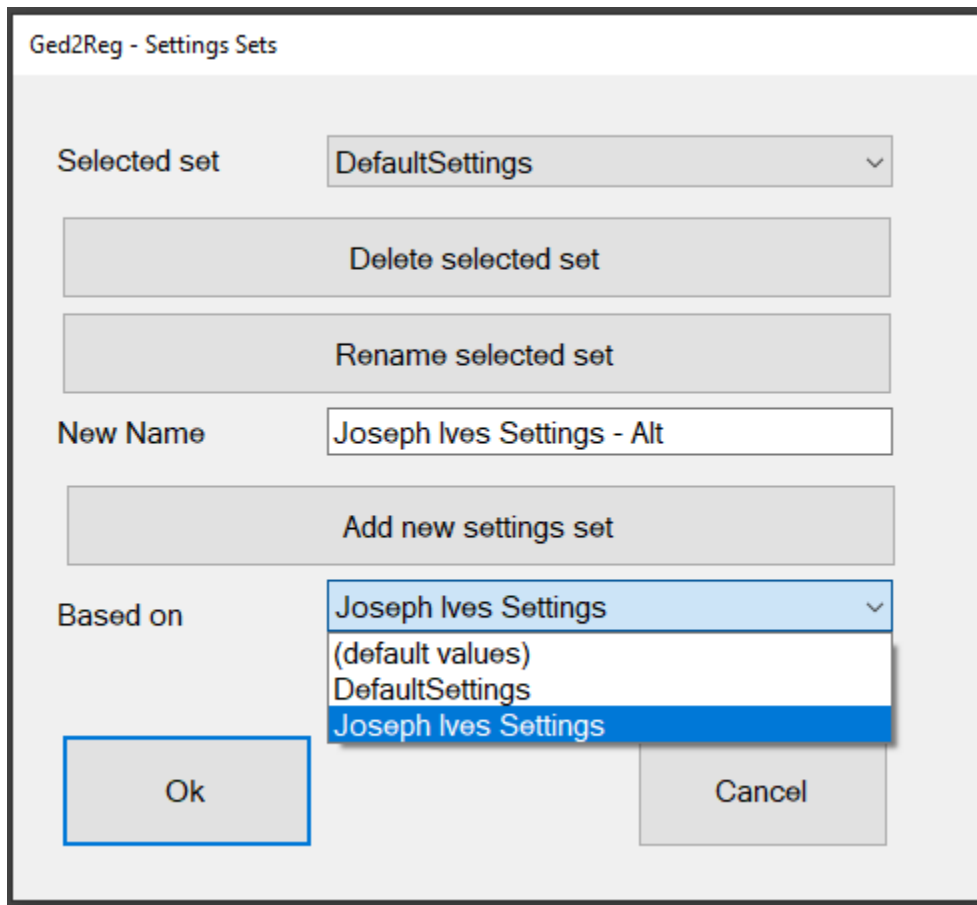 Ged2Reg - Settings Sets
Selected set
DefaultSettings
Delete selected set
Rename selected set
New Name
Joseph Ives Settings - Alt
Add new settings set
Based on
Joseph Ives Settings
(default values)
DefaultSettings
Joseph Ives Settings
Ok
Cancel